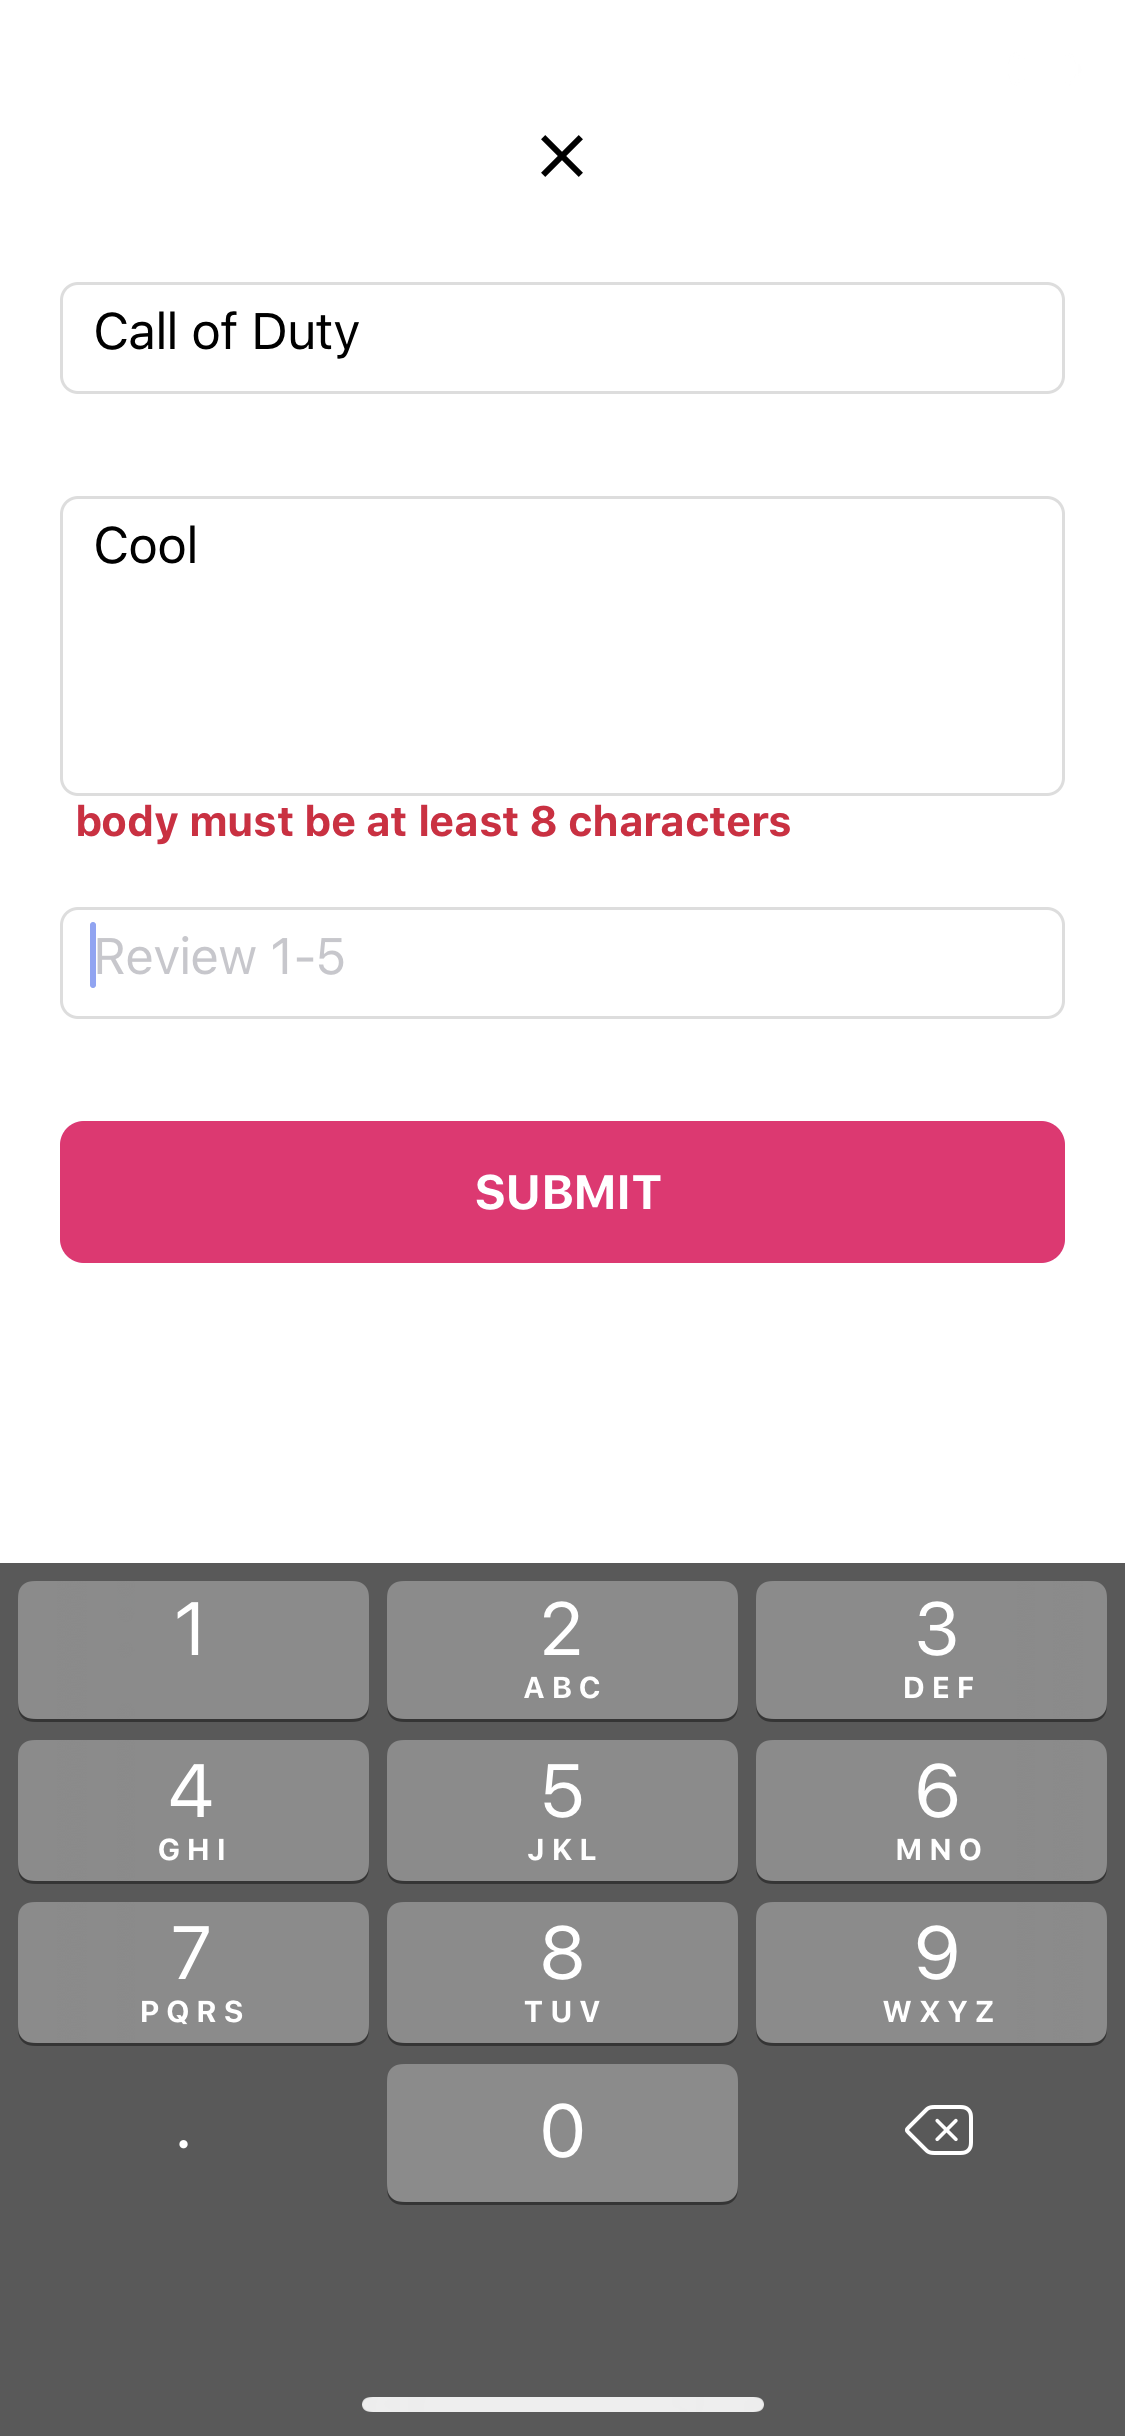 Call of Duty
Cool
body must be at least 8 characters
Review 1-5
SUBMIT
1 2 3
ABC DEF
4 5 6
GHI JKL MNO
7 8 9
PQRS TUV WXYZ
. 0